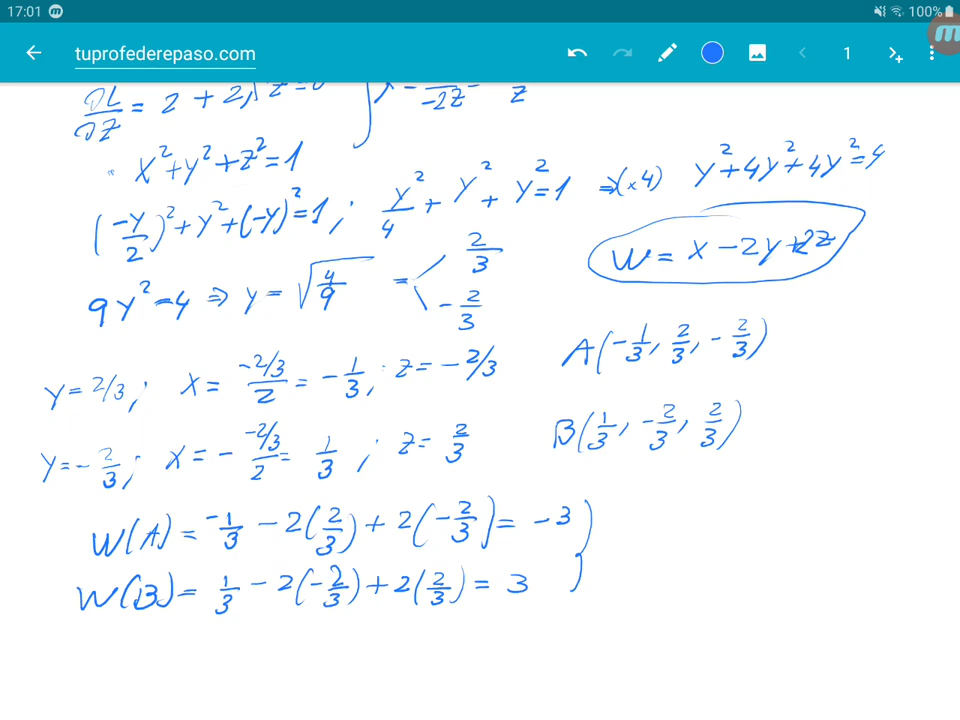 17:01 100%
tuprofederepaso.com 1
∂L/∂Z = 2 + 2λZ=0 } -2Z Z
x²+y²+z²=1
(-y/2)²+y²+(-y)²=1; y²/4 + y² + y²=1 ⇒(×4) y²+4y²+4y²=4
W = x-2y+2z
9y²=4 ⇒ y = √4/9 = < 2/3 -2/3
A(-1/3, 2/3, -2/3)
y=2/3; x= -2/3/2 = -1/3; z= -2/3
B(1/3, -2/3, 2/3)
y=-2/3; x = - -2/3/2 = 1/3; z= 2/3
W(A) = -1/3 - 2(2/3) + 2(-2/3) = -3
W(B) = 1/3 - 2(-2/3) + 2(2/3) = 3